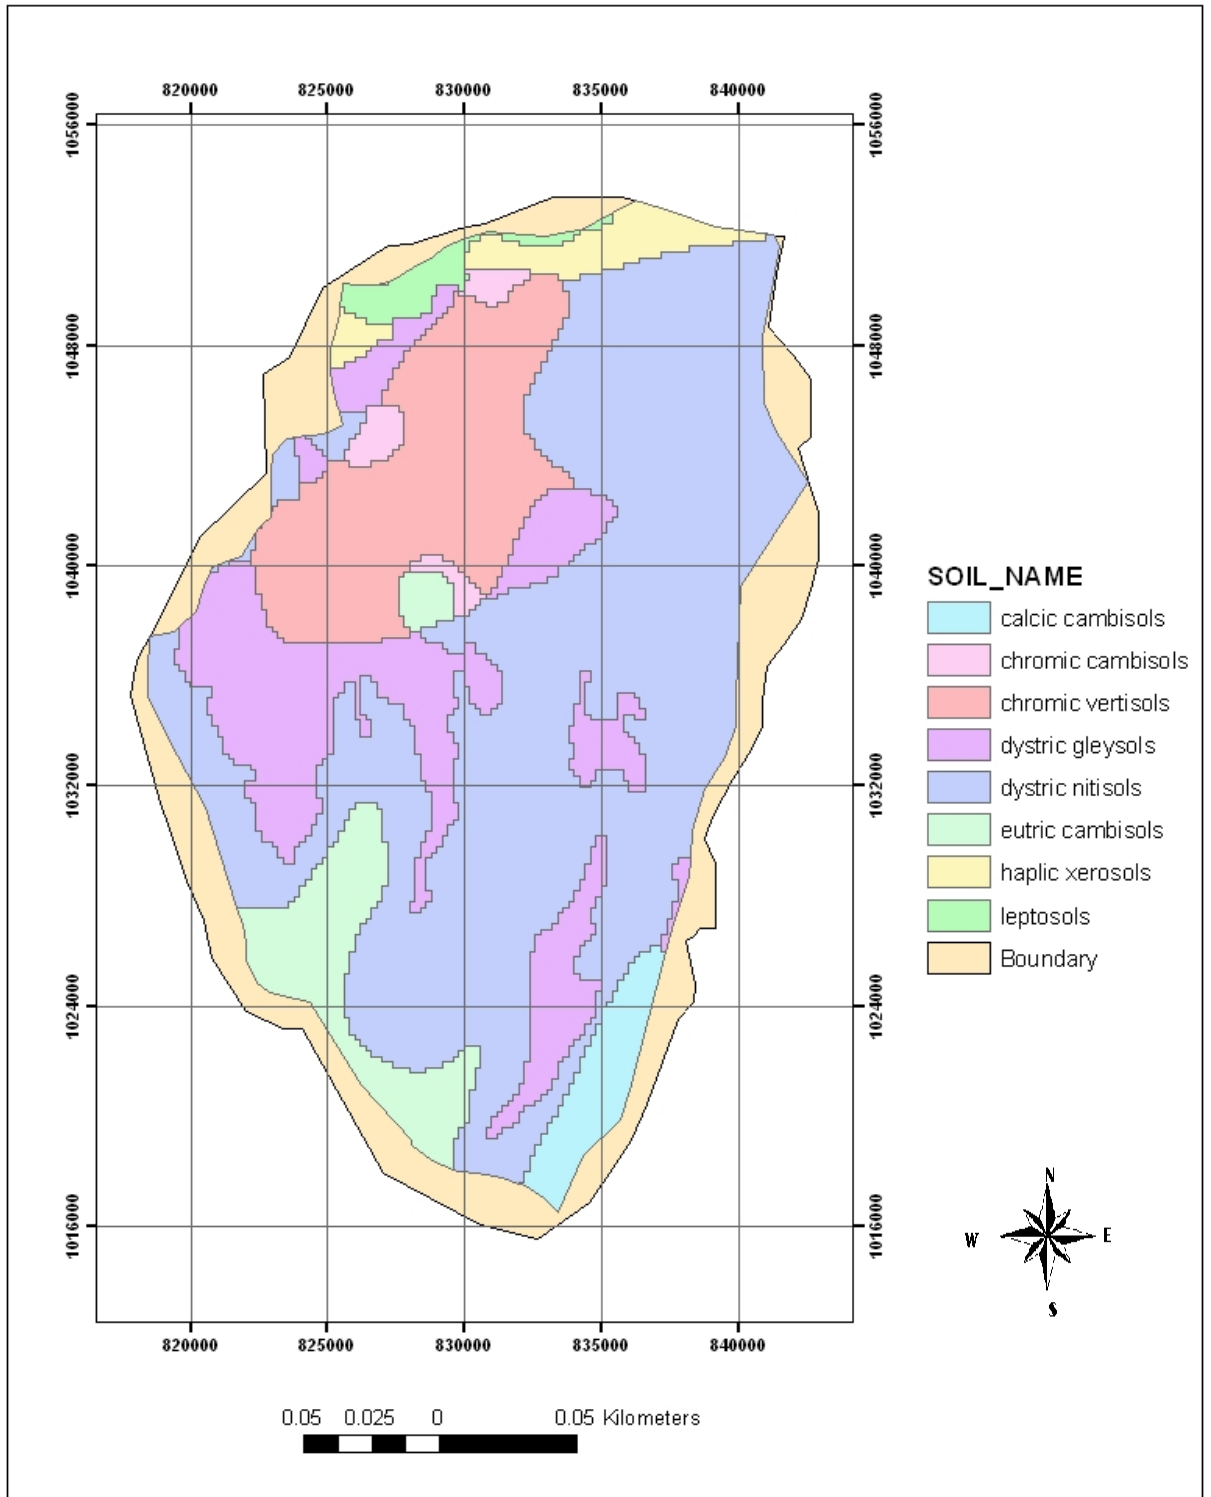 820000 825000 830000 835000 840000
1056000 1056000
1048000 1048000
1040000 1040000
1032000 1032000
1024000 1024000
1016000 1016000
820000 825000 830000 835000 840000
SOIL_NAME
calcic cambisols
chromic cambisols
chromic vertisols
dystric gleysols
dystric nitisols
eutric cambisols
haplic xerosols
leptosols
Boundary
N
W E
S
0.05 0.025 0 0.05 Kilometers